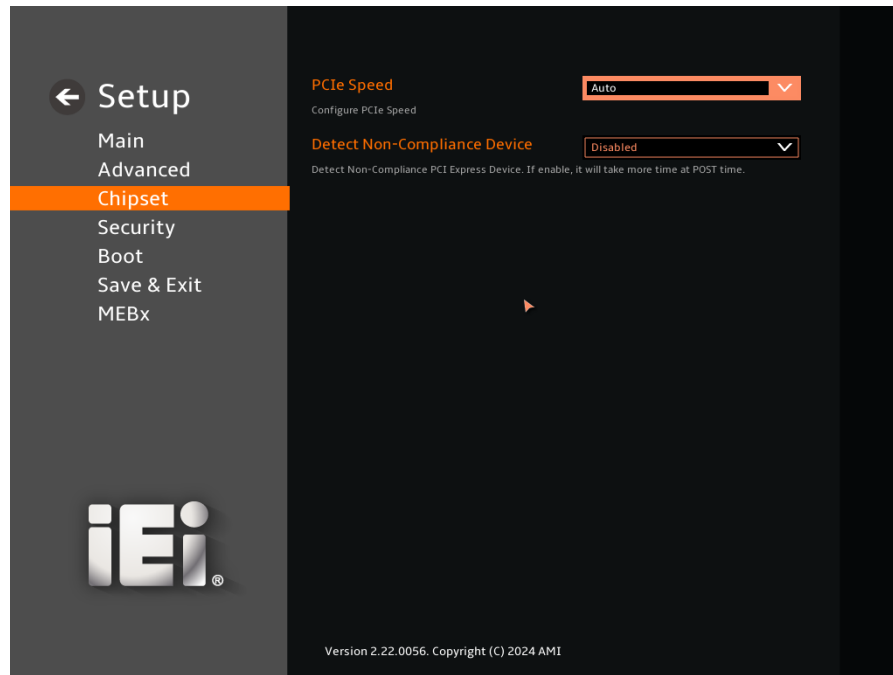 Setup
Main
Advanced
Chipset
Security
Boot
Save & Exit
MEBx
iEi®
PCIe Speed
Auto
Configure PCIe Speed
Detect Non-Compliance Device
Disabled
Detect Non-Compliance PCI Express Device. If enable, it will take more time at POST time.
Version 2.22.0056. Copyright (C) 2024 AMI